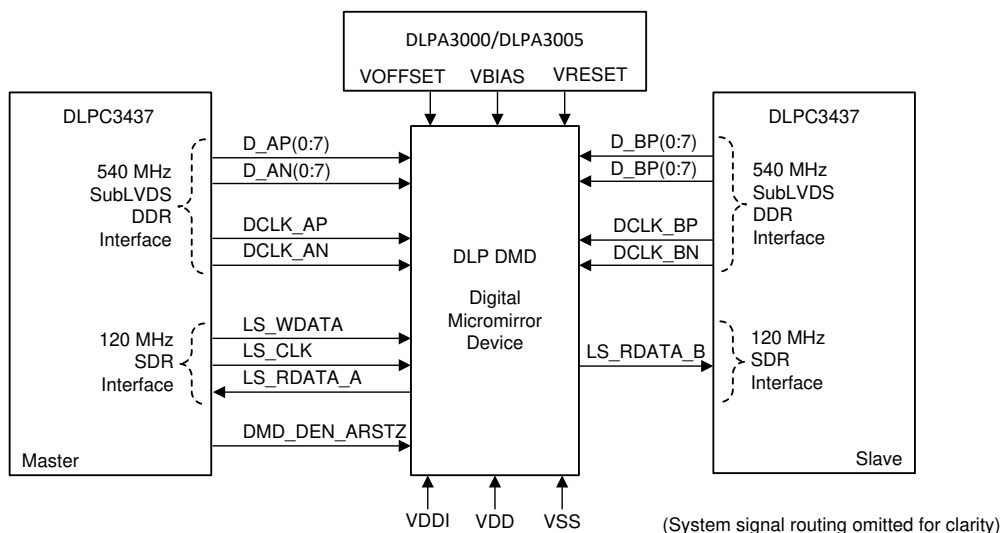 DLPA3000/DLPA3005
VOFFSET VBIAS VRESET
DLPC3437
540 MHz
SubLVDS
DDR
Interface
D_AP(0:7)
D_AN(0:7)
DCLK_AP
DCLK_AN
120 MHz
SDR
Interface
LS_WDATA
LS_CLK
LS_RDATA_A
DMD_DEN_ARSTZ
Master
DLP DMD
Digital
Micromirror
Device
VDDI VDD VSS
DLPC3437
D_BP(0:7)
D_BP(0:7)
DCLK_BP
DCLK_BN
540 MHz
SubLVDS
DDR
Interface
LS_RDATA_B
120 MHz
SDR
Interface
Slave
(System signal routing omitted for clarity)